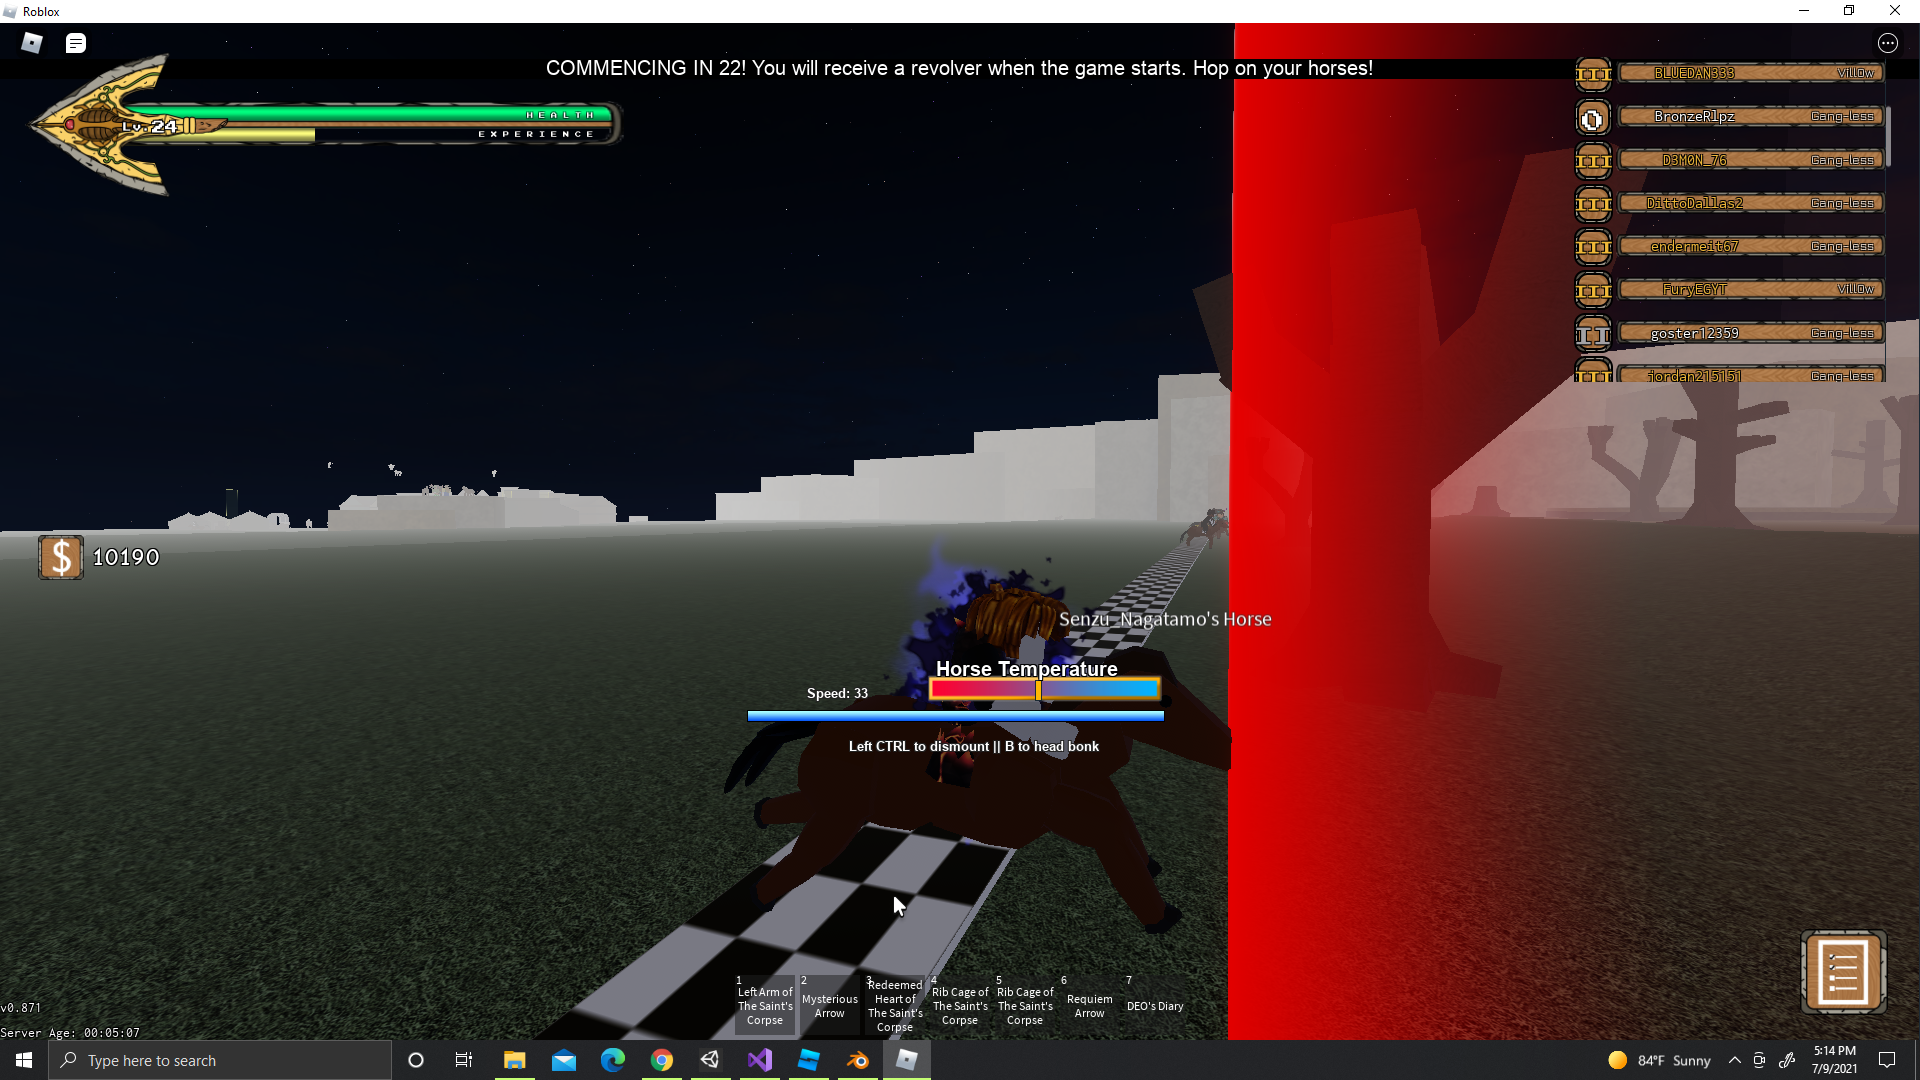 Roblox
COMMENCING IN 22! You will receive a revolver when the game starts. Hop on your horses!
HEALTH
Lv.24
EXPERIENCE
BLUEDAN333 Villow
BronzeRlpz Gang-less
D3M0N_76 Gang-less
DittoDallas2 Gang-less
endermeit67 Gang-less
FuryEGYT Villow
goster12359 Gang-less
jordan215151 Gang-less
$ 10190
Senzu_Nagatamo's Horse
Horse Temperature
Speed: 33
Left CTRL to dismount || B to head bonk
1 Left Arm of The Saint's Corpse
2 Mysterious Arrow
3 Redeemed Heart of The Saint's Corpse
4 Rib Cage of The Saint's Corpse
5 Rib Cage of The Saint's Corpse
6 Requiem Arrow
7 DEO's Diary
v0.871
Server Age: 00:05:07
Type here to search
84°F Sunny
5:14 PM
7/9/2021